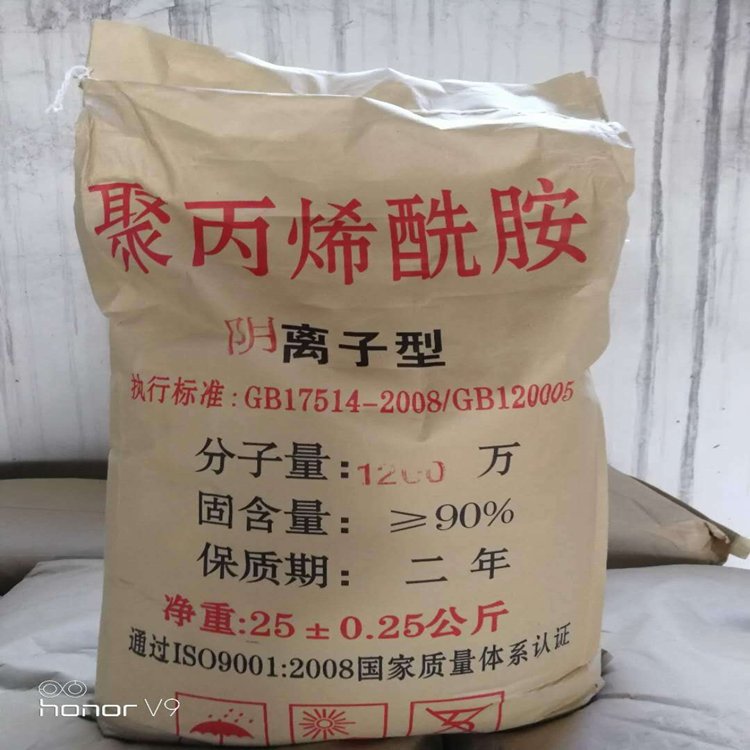 聚丙烯酰胺
阴离子型
执行标准:GB17514-2008/GB120005
分子量:1200 万
固含量: ≥90%
保质期: 二年
净重:25±0.25公斤
通过ISO9001:2008国家质量体系认证
honor V9